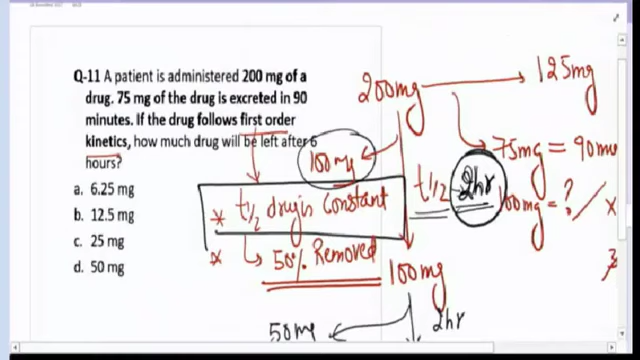 Q-11 A patient is administered 200 mg of a
drug. 75 mg of the drug is excreted in 90
minutes. If the drug follows first order
kinetics, how much drug will be left after 6
hours?
a. 6.25 mg
b. 12.5 mg
c. 25 mg
d. 50 mg
200mg
125mg
100mg
75mg = 90mu
100mg = ?
x
t1/2 2hr
* t1/2 drug is Constant
* 50% Removed
100mg
50mg
2hr